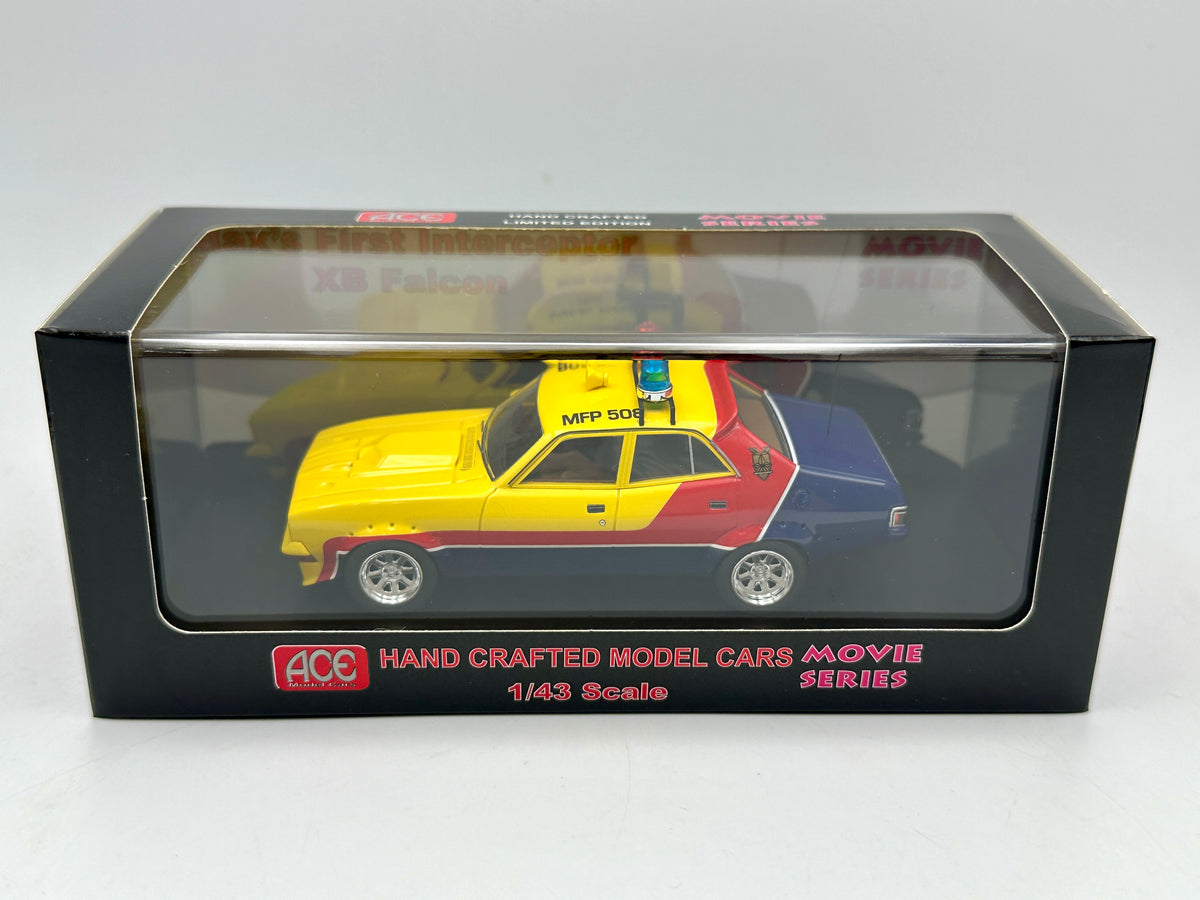 ACE
HAND CRAFTED
LIMITED EDITION
MOVIE
SERIES
Max's First Interceptor
XB Falcon
MOVIE
SERIES
MFP 508
ACE
Model Cars
HAND CRAFTED MODEL CARS
1/43 Scale
MOVIE
SERIES